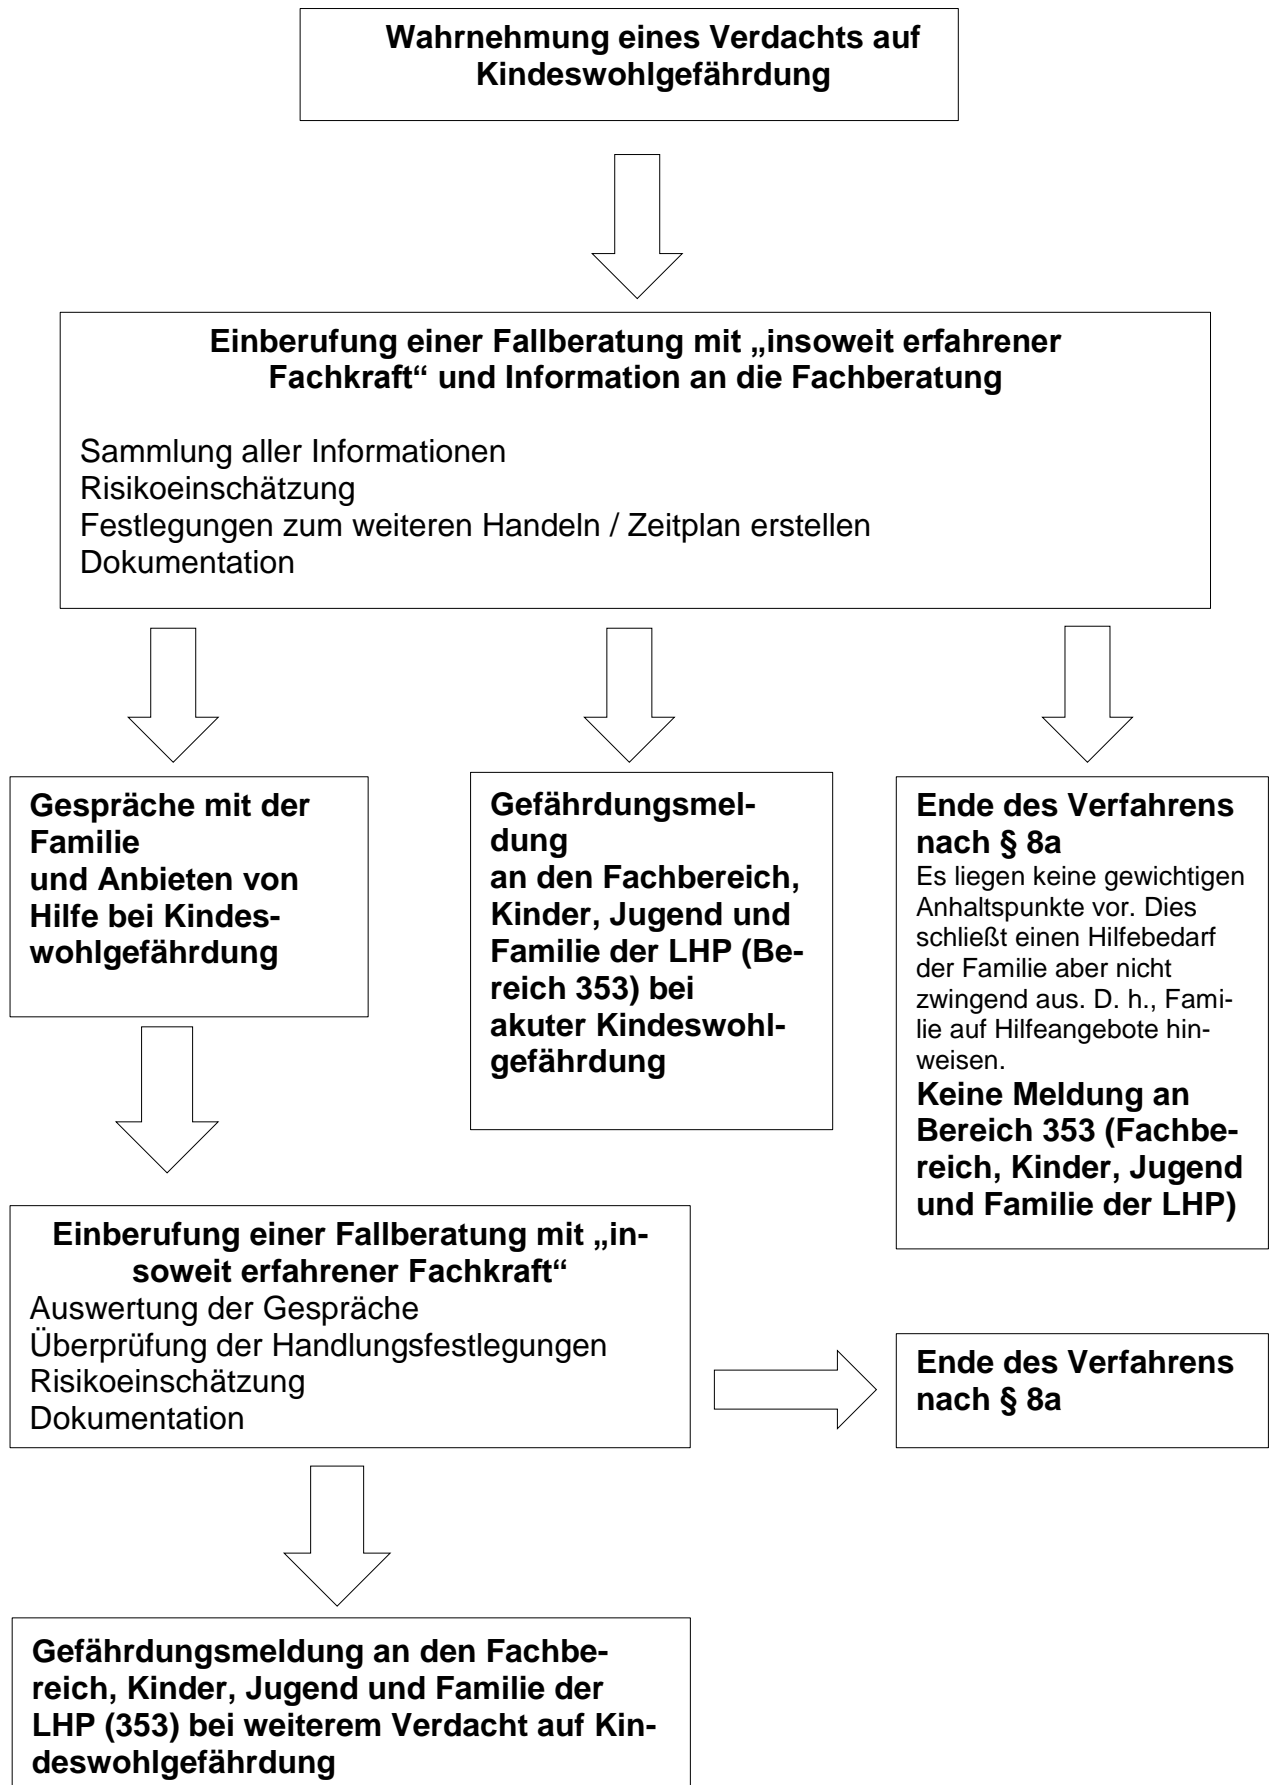 Wahrnehmung eines Verdachts auf
Kindeswohlgefährdung
Einberufung einer Fallberatung mit „insoweit erfahrener
Fachkraft“ und Information an die Fachberatung
Sammlung aller Informationen
Risikoeinschätzung
Festlegungen zum weiteren Handeln / Zeitplan erstellen
Dokumentation
Gespräche mit der
Familie
und Anbieten von
Hilfe bei Kindes-
wohlgefährdung
Gefährdungsmel-
dung
an den Fachbereich,
Kinder, Jugend und
Familie der LHP (Be-
reich 353) bei
akuter Kindeswohl-
gefährdung
Ende des Verfahrens
nach § 8a
Es liegen keine gewichtigen
Anhaltspunkte vor. Dies
schließt einen Hilfebedarf
der Familie aber nicht
zwingend aus. D. h., Fami-
lie auf Hilfeangebote hin-
weisen.
Keine Meldung an
Bereich 353 (Fachbe-
reich, Kinder, Jugend
und Familie der LHP)
Einberufung einer Fallberatung mit „in-
soweit erfahrener Fachkraft“
Auswertung der Gespräche
Überprüfung der Handlungsfestlegungen
Risikoeinschätzung
Dokumentation
Ende des Verfahrens
nach § 8a
Gefährdungsmeldung an den Fachbe-
reich, Kinder, Jugend und Familie der
LHP (353) bei weiterem Verdacht auf Kin-
deswohlgefährdung